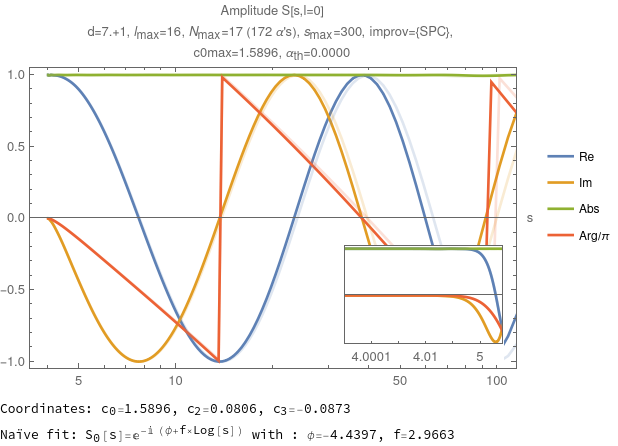 Amplitude S[s,l=0]
d=7.+1, lmax=16, Nmax=17 (172 α's), smax=300, improv={SPC},
c0max=1.5896, αth=0.0000
1.0
0.5
0.0
-0.5
-1.0
5
10
50
100
s
4.0001
4.01
5
Re
Im
Abs
Arg/π
Coordinates: c0=1.5896, c2=0.0806, c3=-0.0873
Naïve fit: S0[s]=e^-i (ϕ+f×Log[s]) with : ϕ=-4.4397, f=2.9663